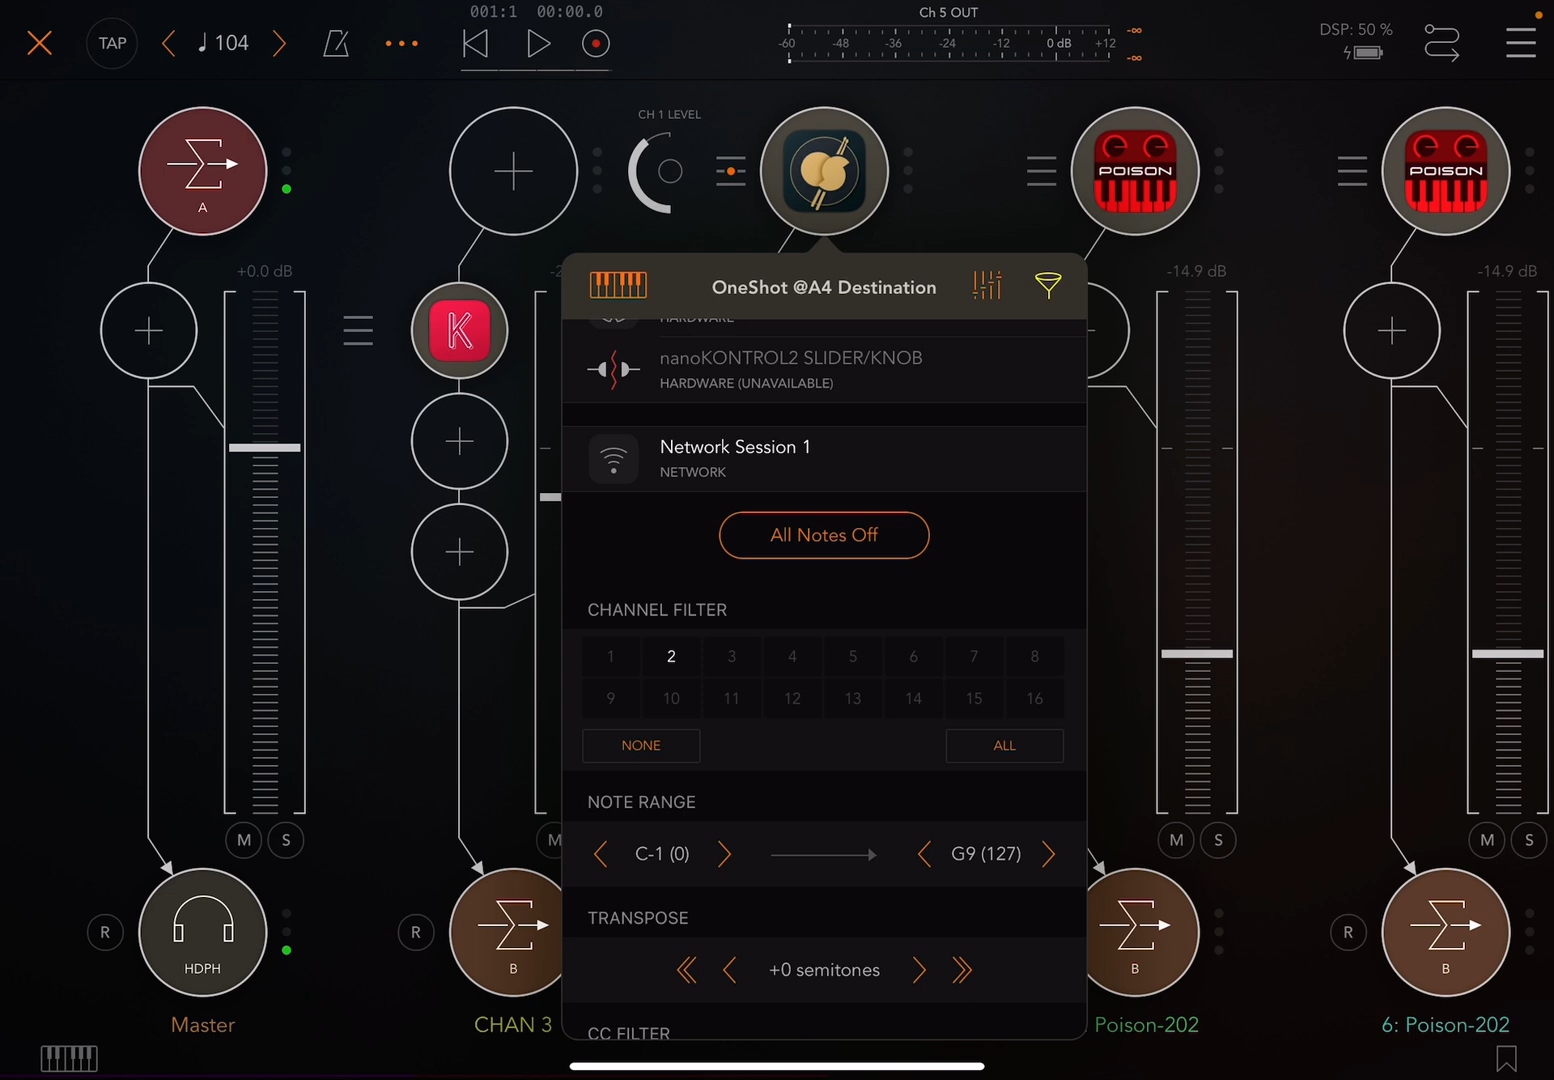 001:1 00:00.0
Ch 5 OUT
TAP
104
-60 -48 -36 -24 -12 0 dB +12
-∞
-∞
DSP: 50 %
CH 1 LEVEL
A
POISON
POISON
+0.0 dB
-14.9 dB
-14.9 dB
OneShot @A4 Destination
HARDWARE
K
nanoKONTROL2 SLIDER/KNOB
HARDWARE (UNAVAILABLE)
Network Session 1
NETWORK
All Notes Off
CHANNEL FILTER
1 2 3 4 5 6 7 8
9 10 11 12 13 14 15 16
NONE ALL
NOTE RANGE
C-1 (0) G9 (127)
M S
M
M S
M S
TRANSPOSE
+0 semitones
R
R
R
HDPH
B
B
B
Master
CHAN 3
Poison-202
6: Poison-202
CC FILTER